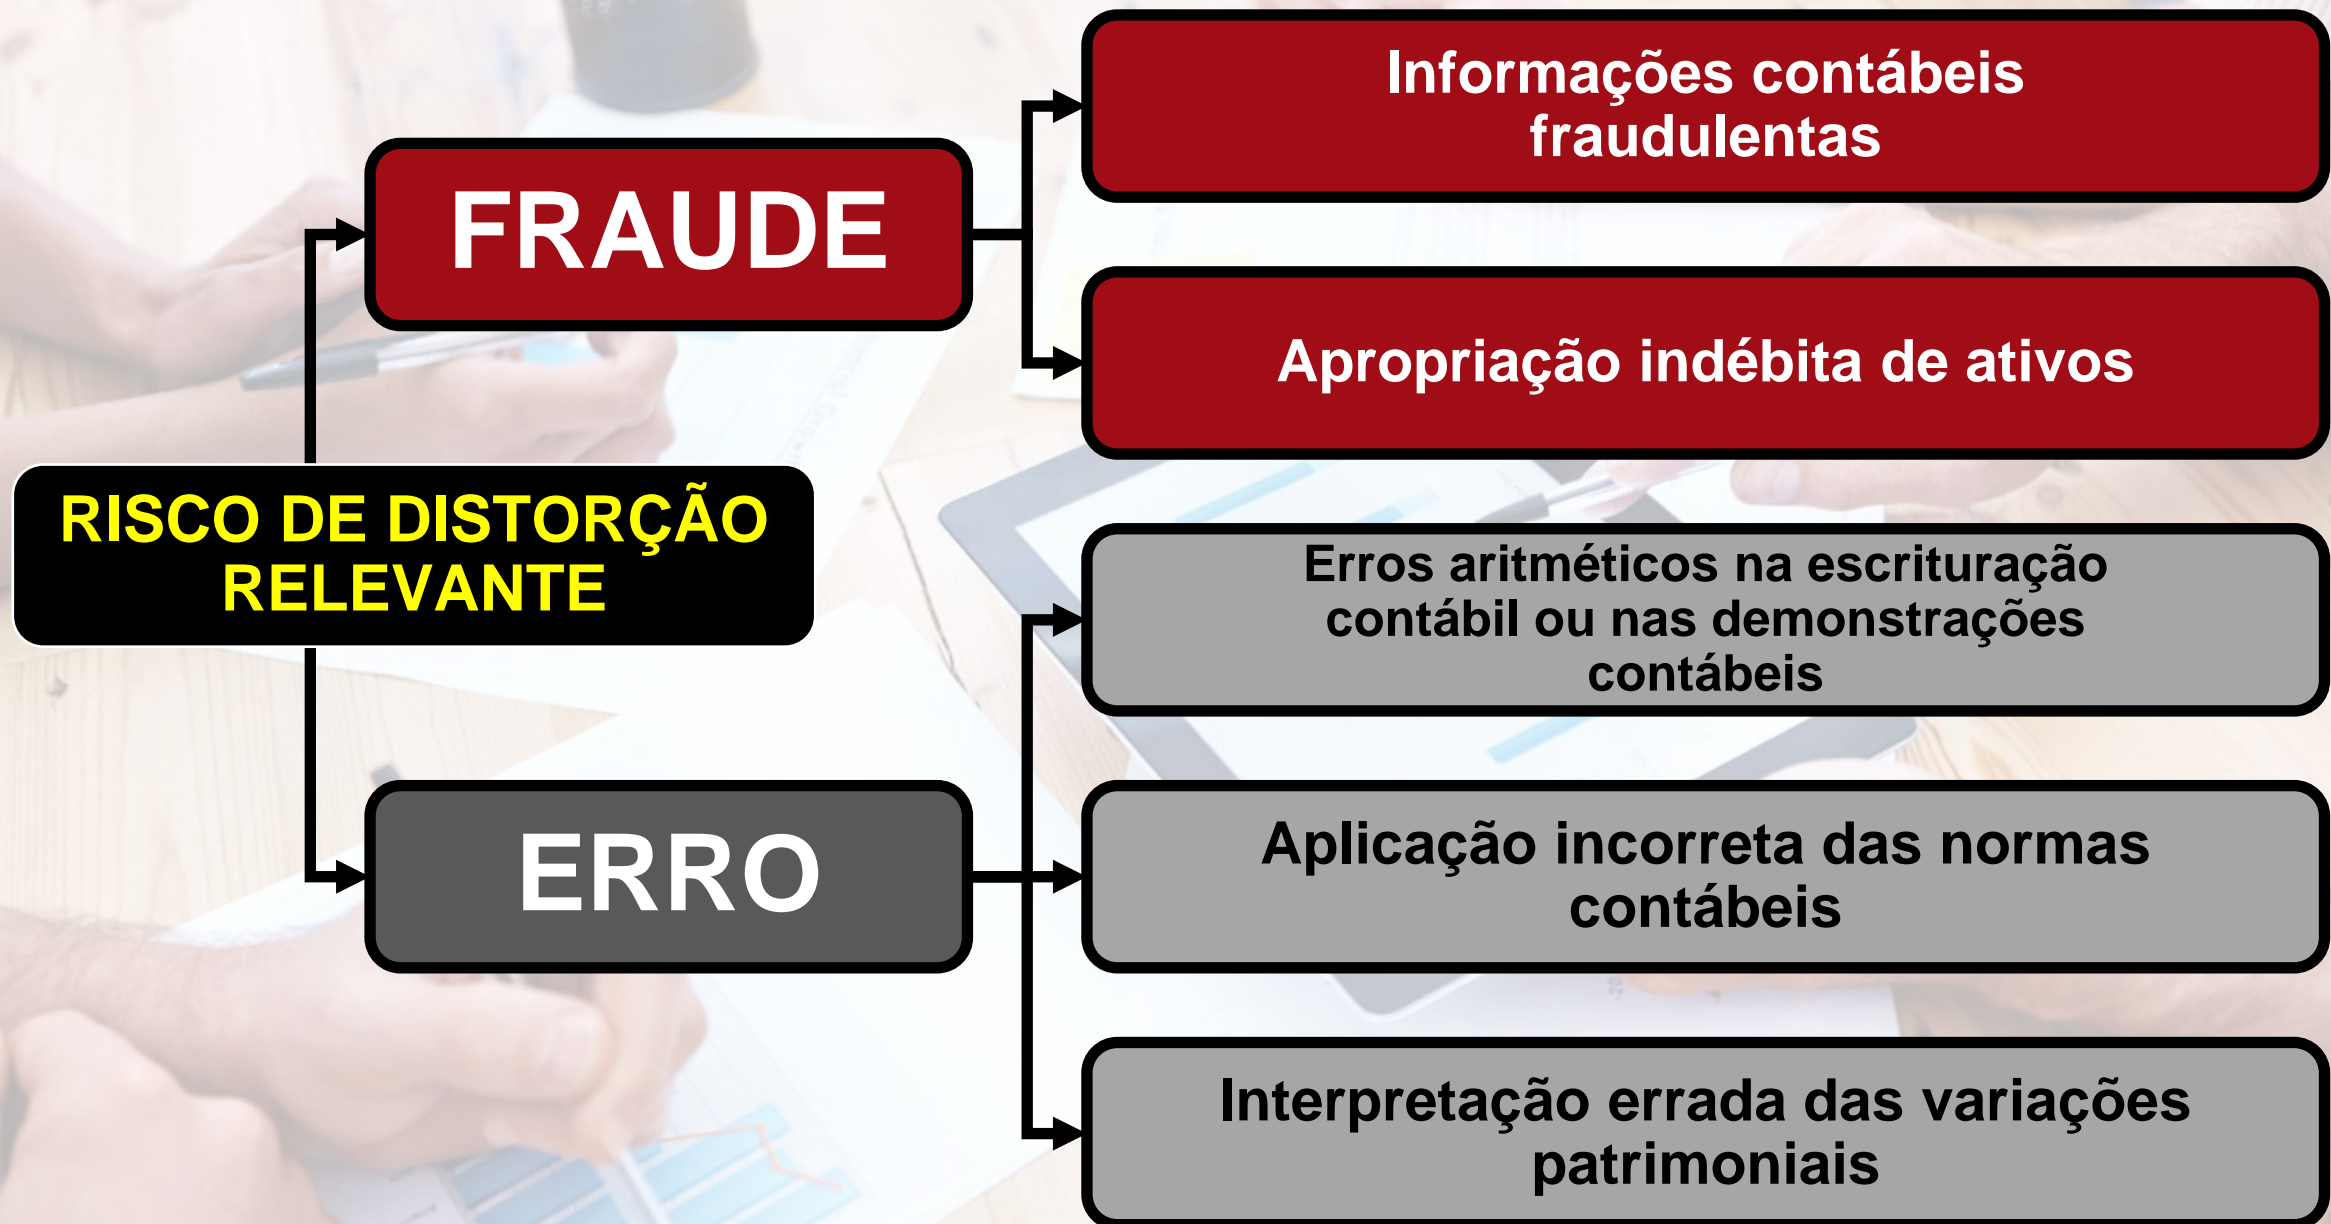 Informações contábeis
fraudulentas
FRAUDE
Apropriação indébita de ativos
RISCO DE DISTORÇÃO
RELEVANTE
Erros aritméticos na escrituração
contábil ou nas demonstrações
contábeis
ERRO
Aplicação incorreta das normas
contábeis
Interpretação errada das variações
patrimoniais